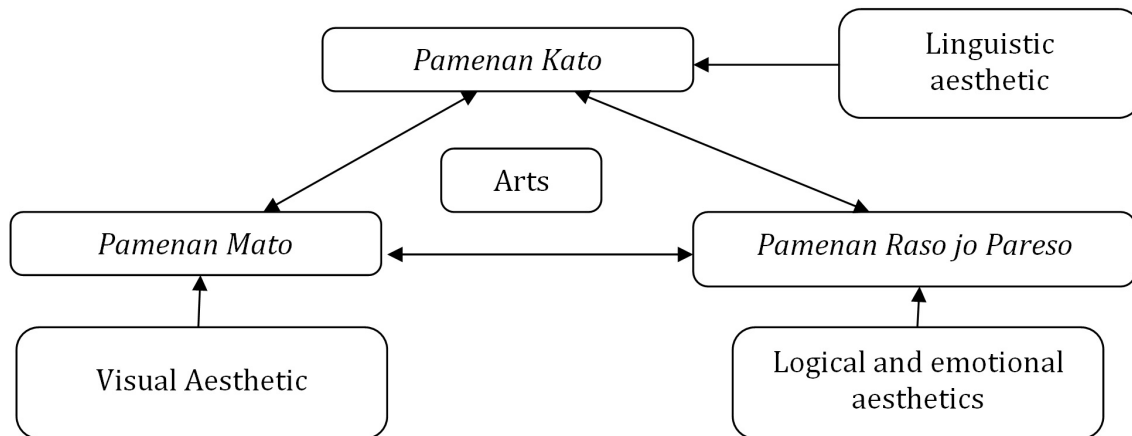 Pamenan Kato
Linguistic
aesthetic
Arts
Pamenan Mato
Pamenan Raso jo Pareso
Visual Aesthetic
Logical and emotional
aesthetics